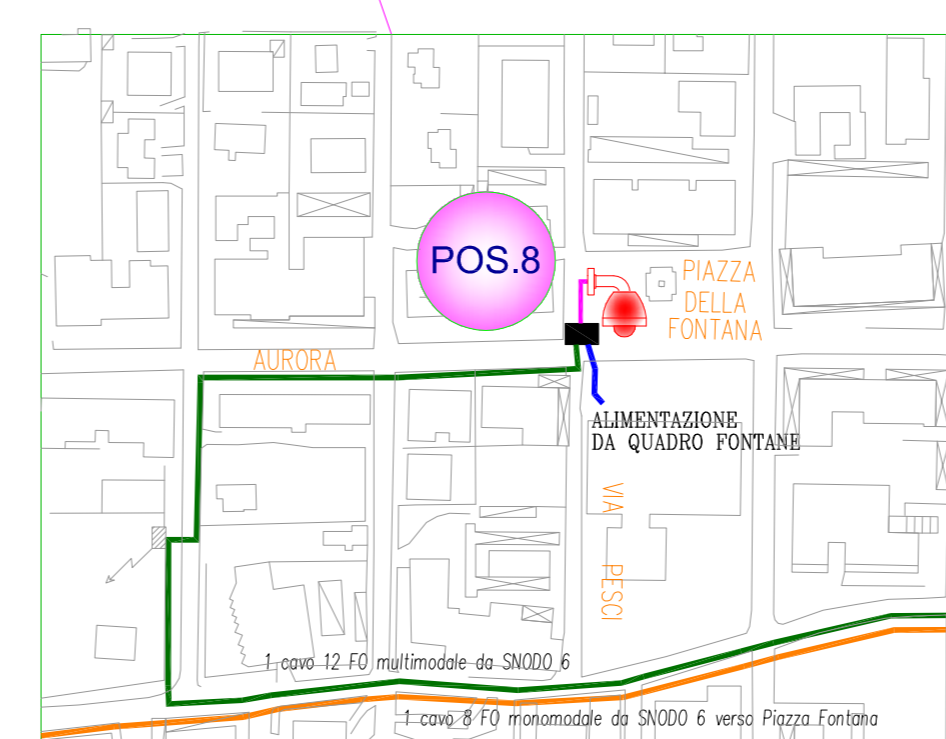 POS.8
PIAZZA
DELLA
FONTANA
AURORA
ALIMENTAZIONE
DA QUADRO FONTANE
VIA PESCI
1 cavo 12 FO multimodale da SNODO 6
1 cavo 8 FO monomodale da SNODO 6 verso Piazza Fontana